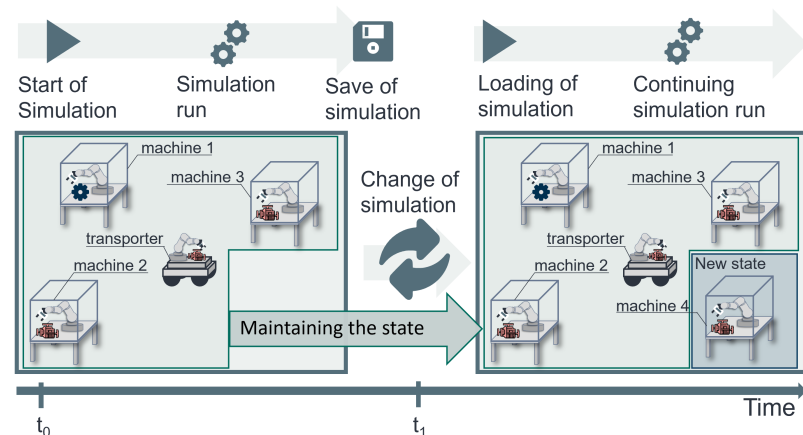 Start of
Simulation
Simulation
run
Save of
simulation
Loading of
simulation
Continuing
simulation run
machine 1
machine 3
transporter
machine 2
Change of
simulation
Maintaining the state
machine 1
machine 3
transporter
machine 2
New state
machine 4
Time
t0
t1